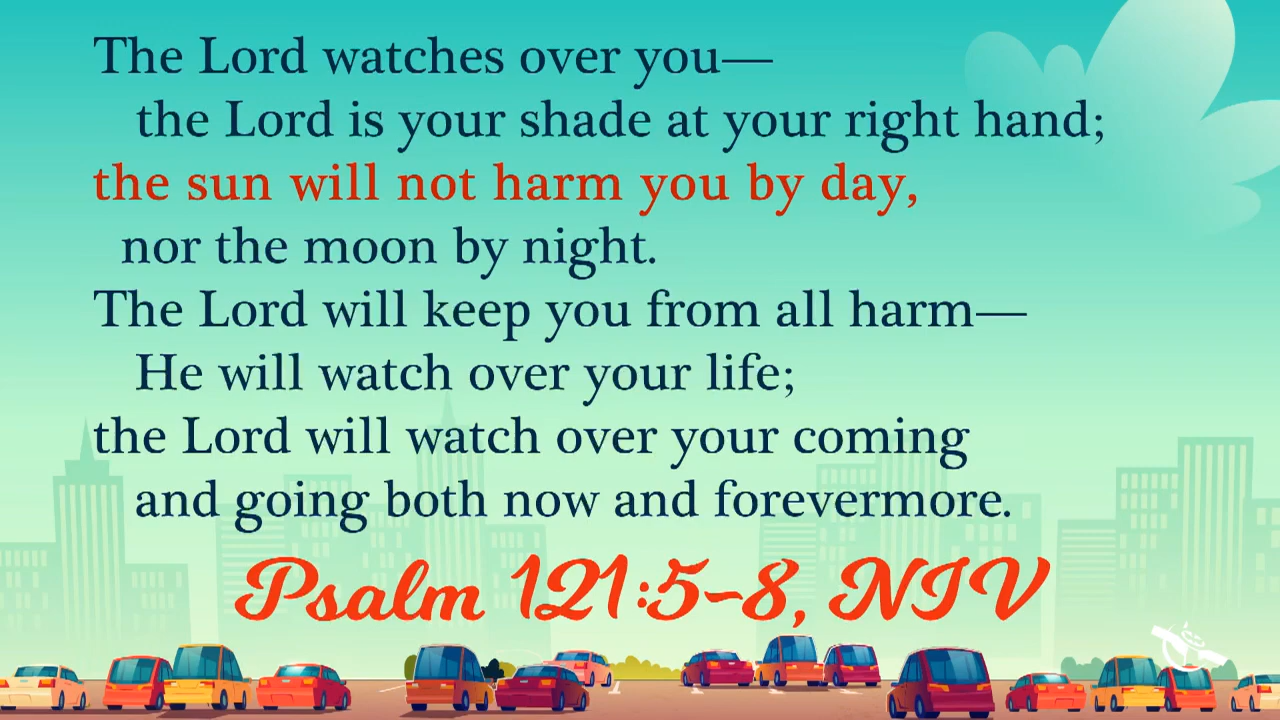 The Lord watches over you—
the Lord is your shade at your right hand;
the sun will not harm you by day,
nor the moon by night.
The Lord will keep you from all harm—
He will watch over your life;
the Lord will watch over your coming
and going both now and forevermore.
Psalm 121:5-8, NIV